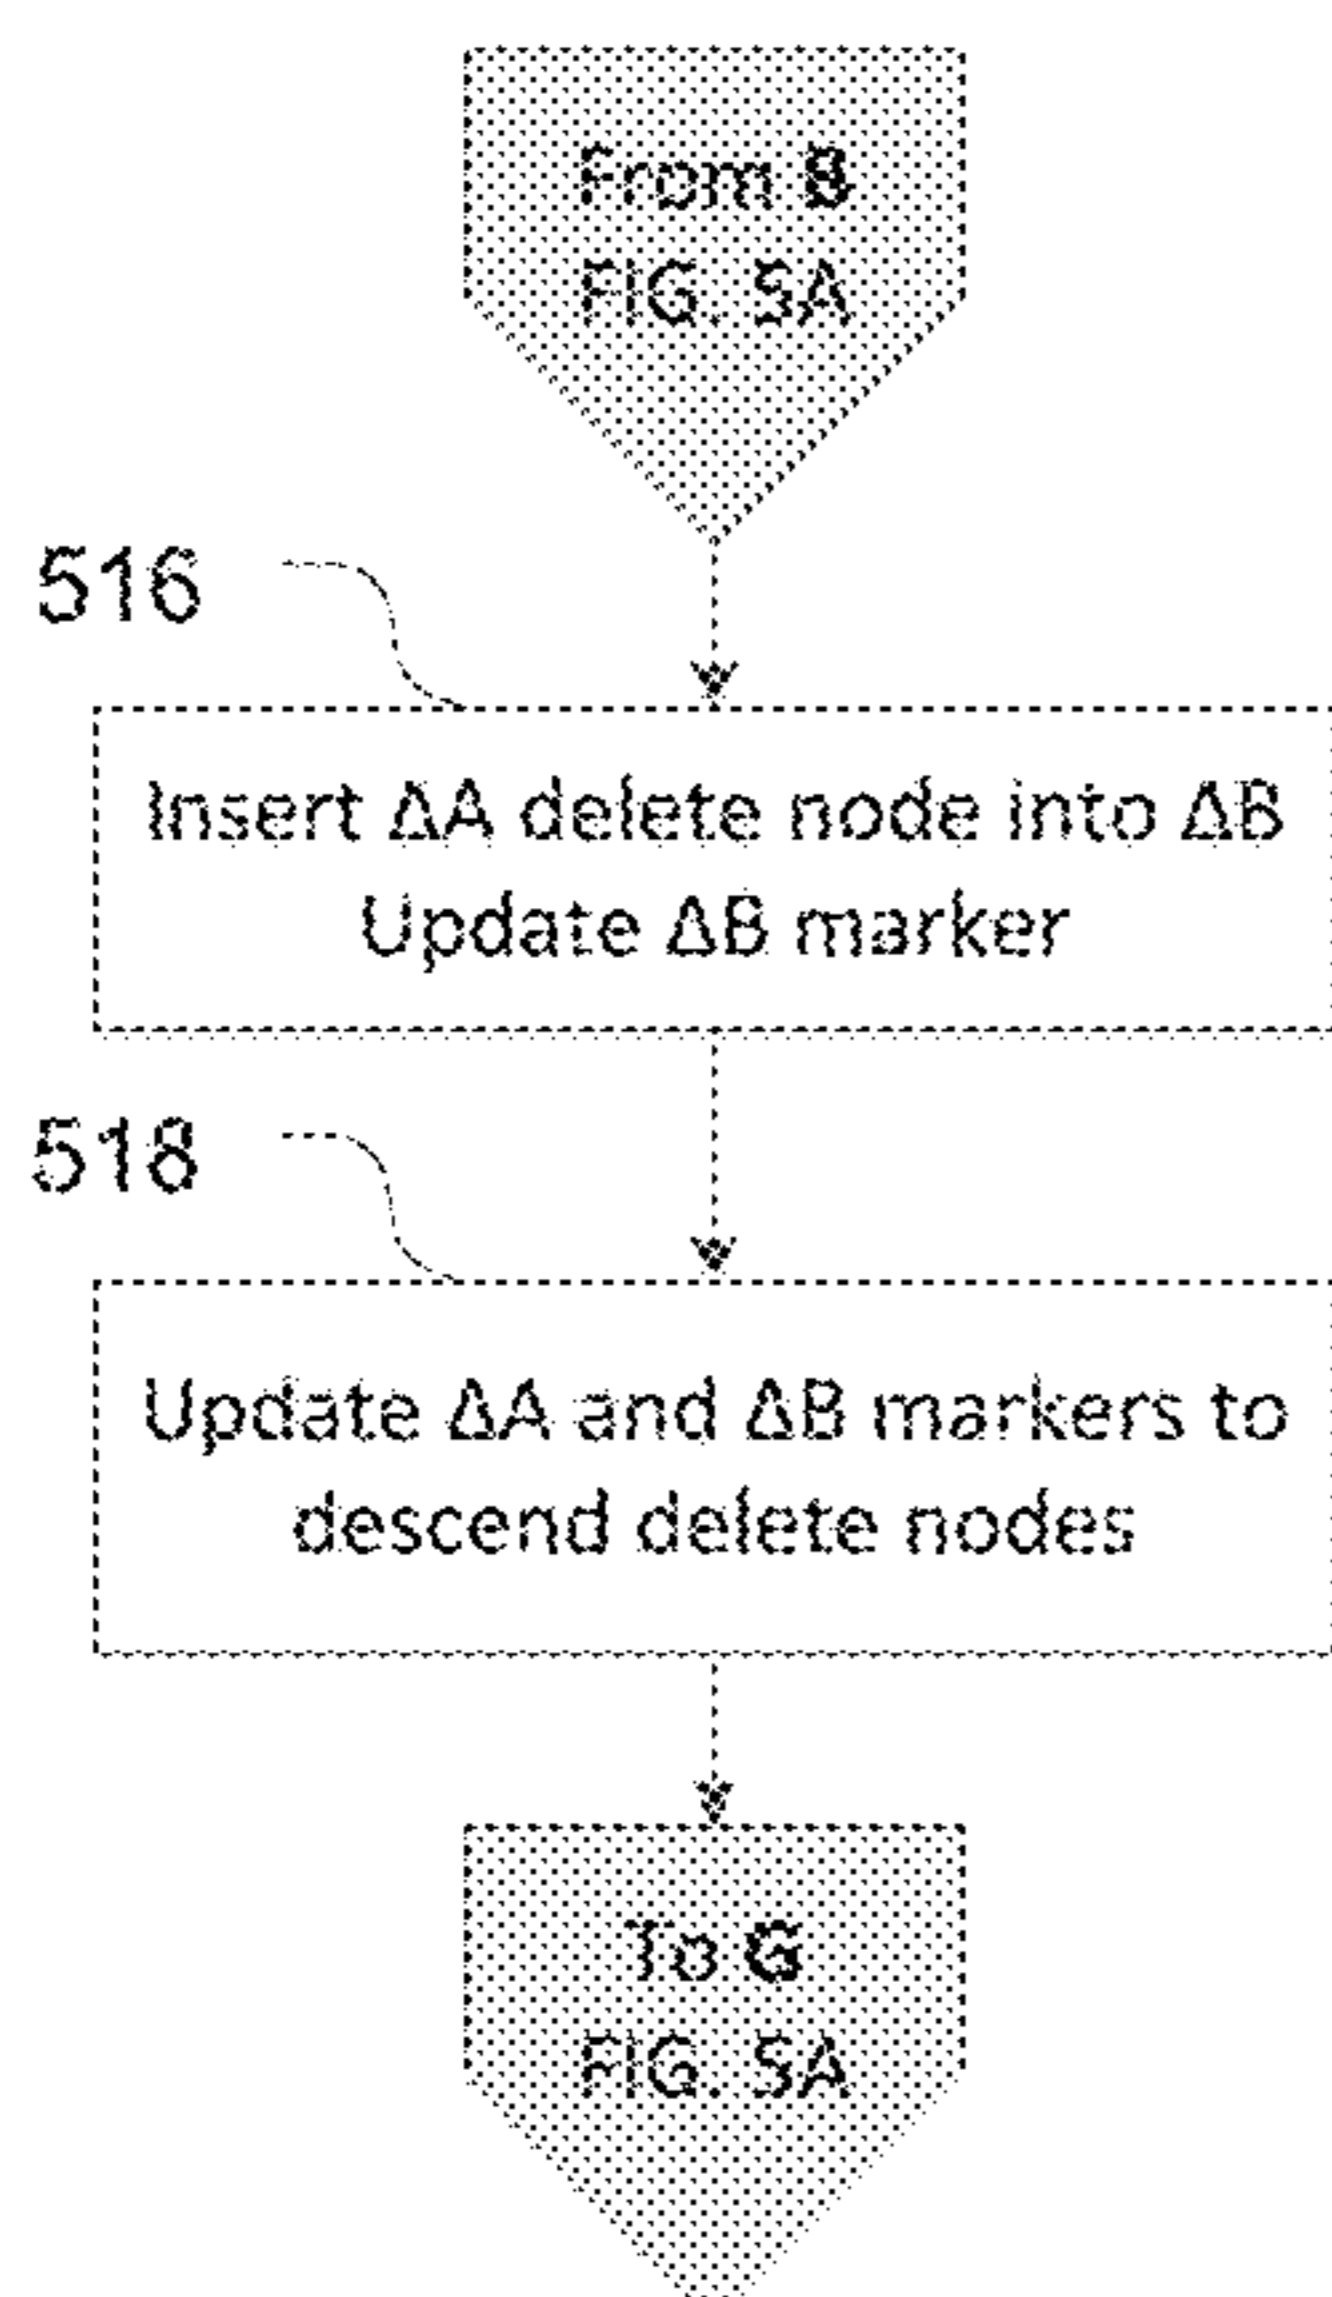 From B
FIG. 5A
516
Insert ΔA delete node into ΔB
Update ΔB marker
518
Update ΔA and ΔB markers to
descend delete nodes
To G
FIG. 5A